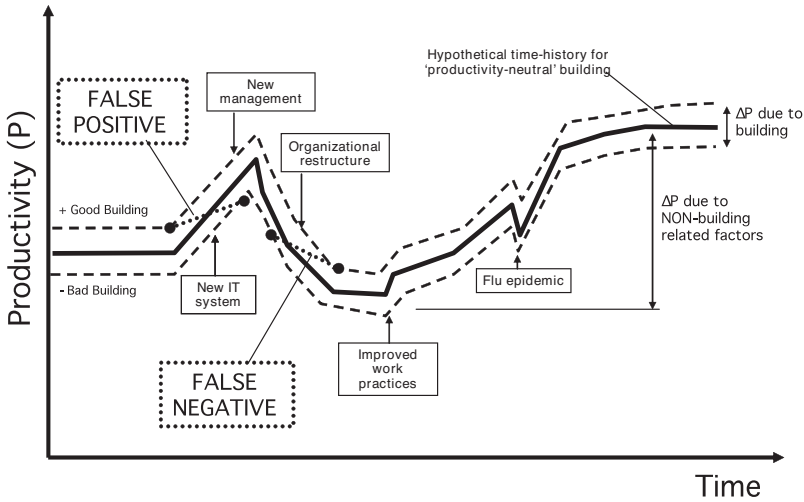 Productivity (P)
FALSE
POSITIVE
New
management
Organizational
restructure
Hypothetical time-history for
‘productivity-neutral’ building
ΔP due to
building
+ Good Building
- Bad Building
New IT
system
ΔP due to
NON-building
related factors
Flu epidemic
Improved
work
practices
FALSE
NEGATIVE
Time